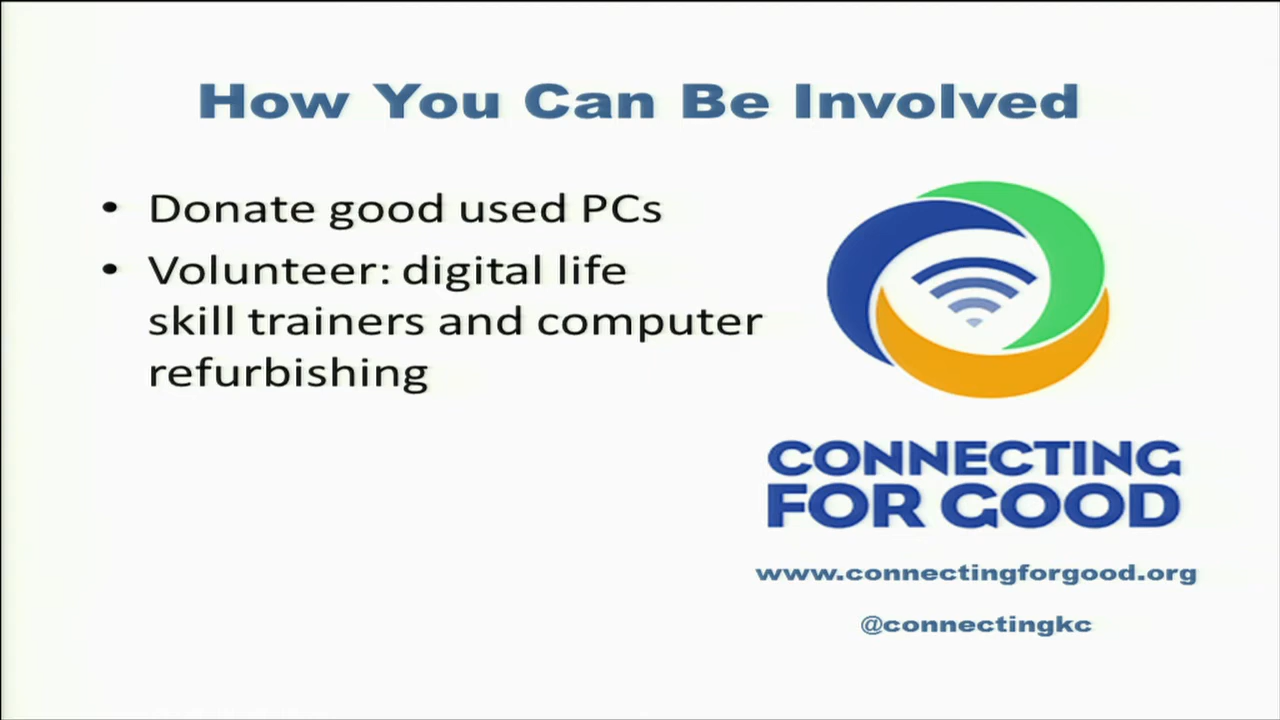 How You Can Be Involved
• Donate good used PCs
• Volunteer: digital life
skill trainers and computer
refurbishing
CONNECTING
FOR GOOD
www.connectingforgood.org
@connectingkc